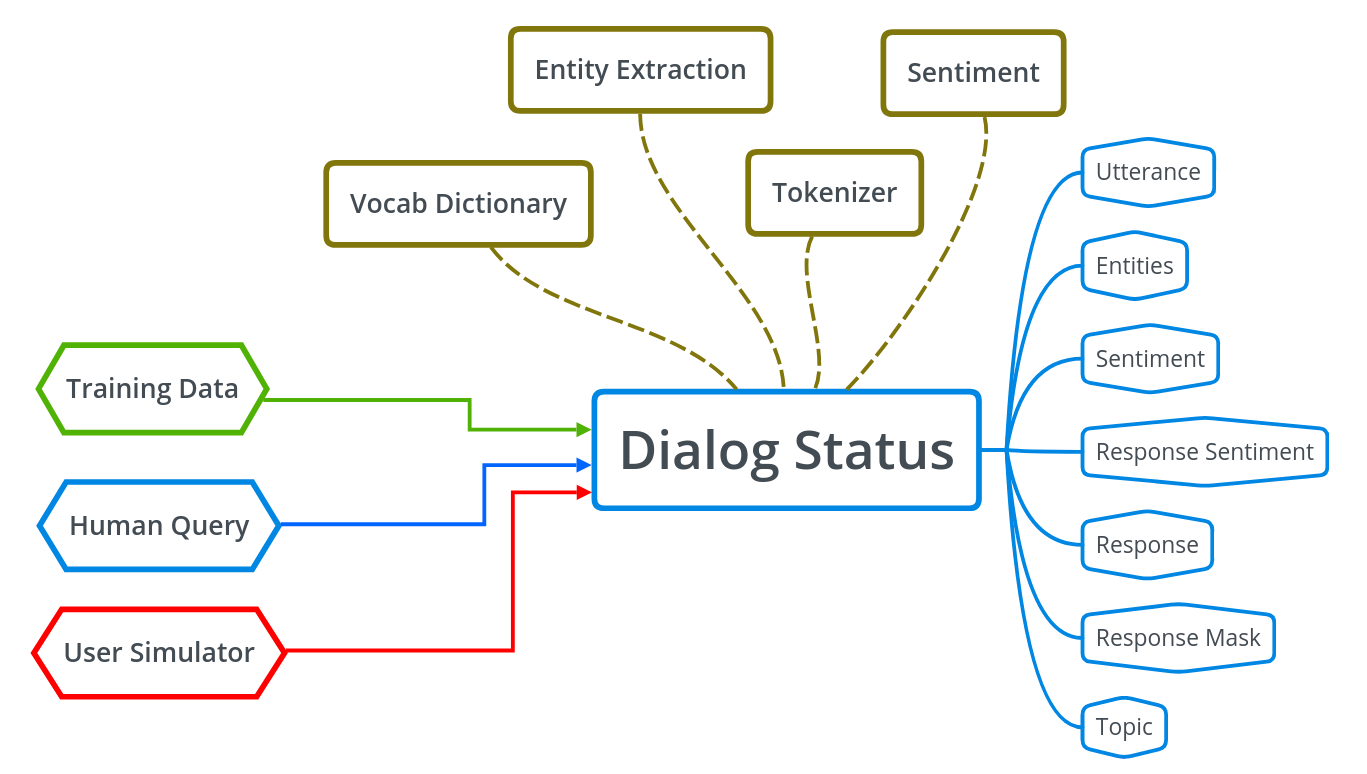 Entity Extraction
Sentiment
Vocab Dictionary
Tokenizer
Training Data
Human Query
User Simulator
Dialog Status
Utterance
Entities
Sentiment
Response Sentiment
Response
Response Mask
Topic